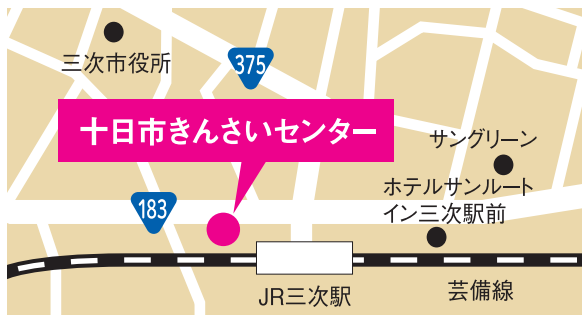 三次市役所
375
十日市きんさいセンター
サングリーン
ホテルサンルート
イン三次駅前
183
JR三次駅
芸備線